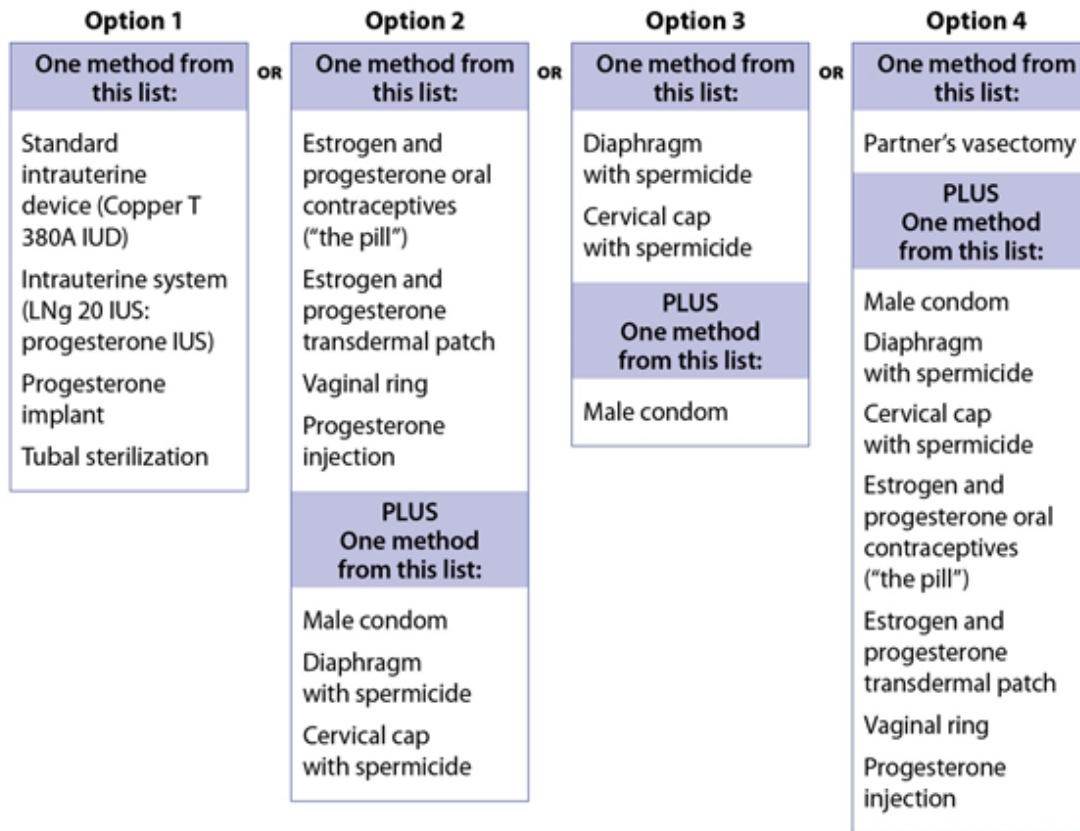 Option 1
One method from
this list:
Standard
intrauterine
device (Copper T
380A IUD)
Intrauterine system
(LNg 20 IUS:
progesterone IUS)
Progesterone
implant
Tubal sterilization
OR
Option 2
One method from
this list:
Estrogen and
progesterone oral
contraceptives
(“the pill”)
Estrogen and
progesterone
transdermal patch
Vaginal ring
Progesterone
injection
PLUS
One method
from this list:
Male condom
Diaphragm
with spermicide
Cervical cap
with spermicide
OR
Option 3
One method from
this list:
Diaphragm
with spermicide
Cervical cap
with spermicide
PLUS
One method
from this list:
Male condom
OR
Option 4
One method from
this list:
Partner’s vasectomy
PLUS
One method
from this list:
Male condom
Diaphragm
with spermicide
Cervical cap
with spermicide
Estrogen and
progesterone oral
contraceptives
(“the pill”)
Estrogen and
progesterone
transdermal patch
Vaginal ring
Progesterone
injection